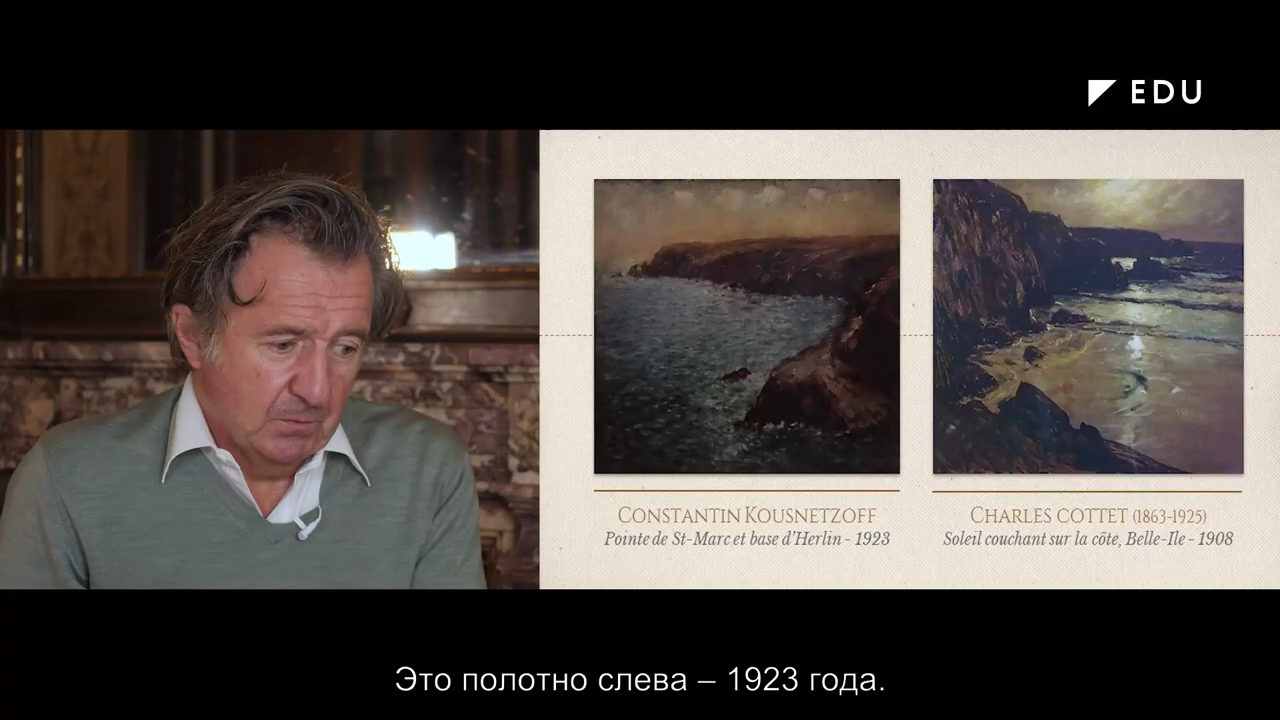 EDU
CONSTANTIN KOUSNETZOFF
Pointe de St-Marc et base d'Herlin - 1923
CHARLES COTTET (1863-1925)
Soleil couchant sur la côte, Belle-Ile - 1908
Это полотно слева – 1923 года.